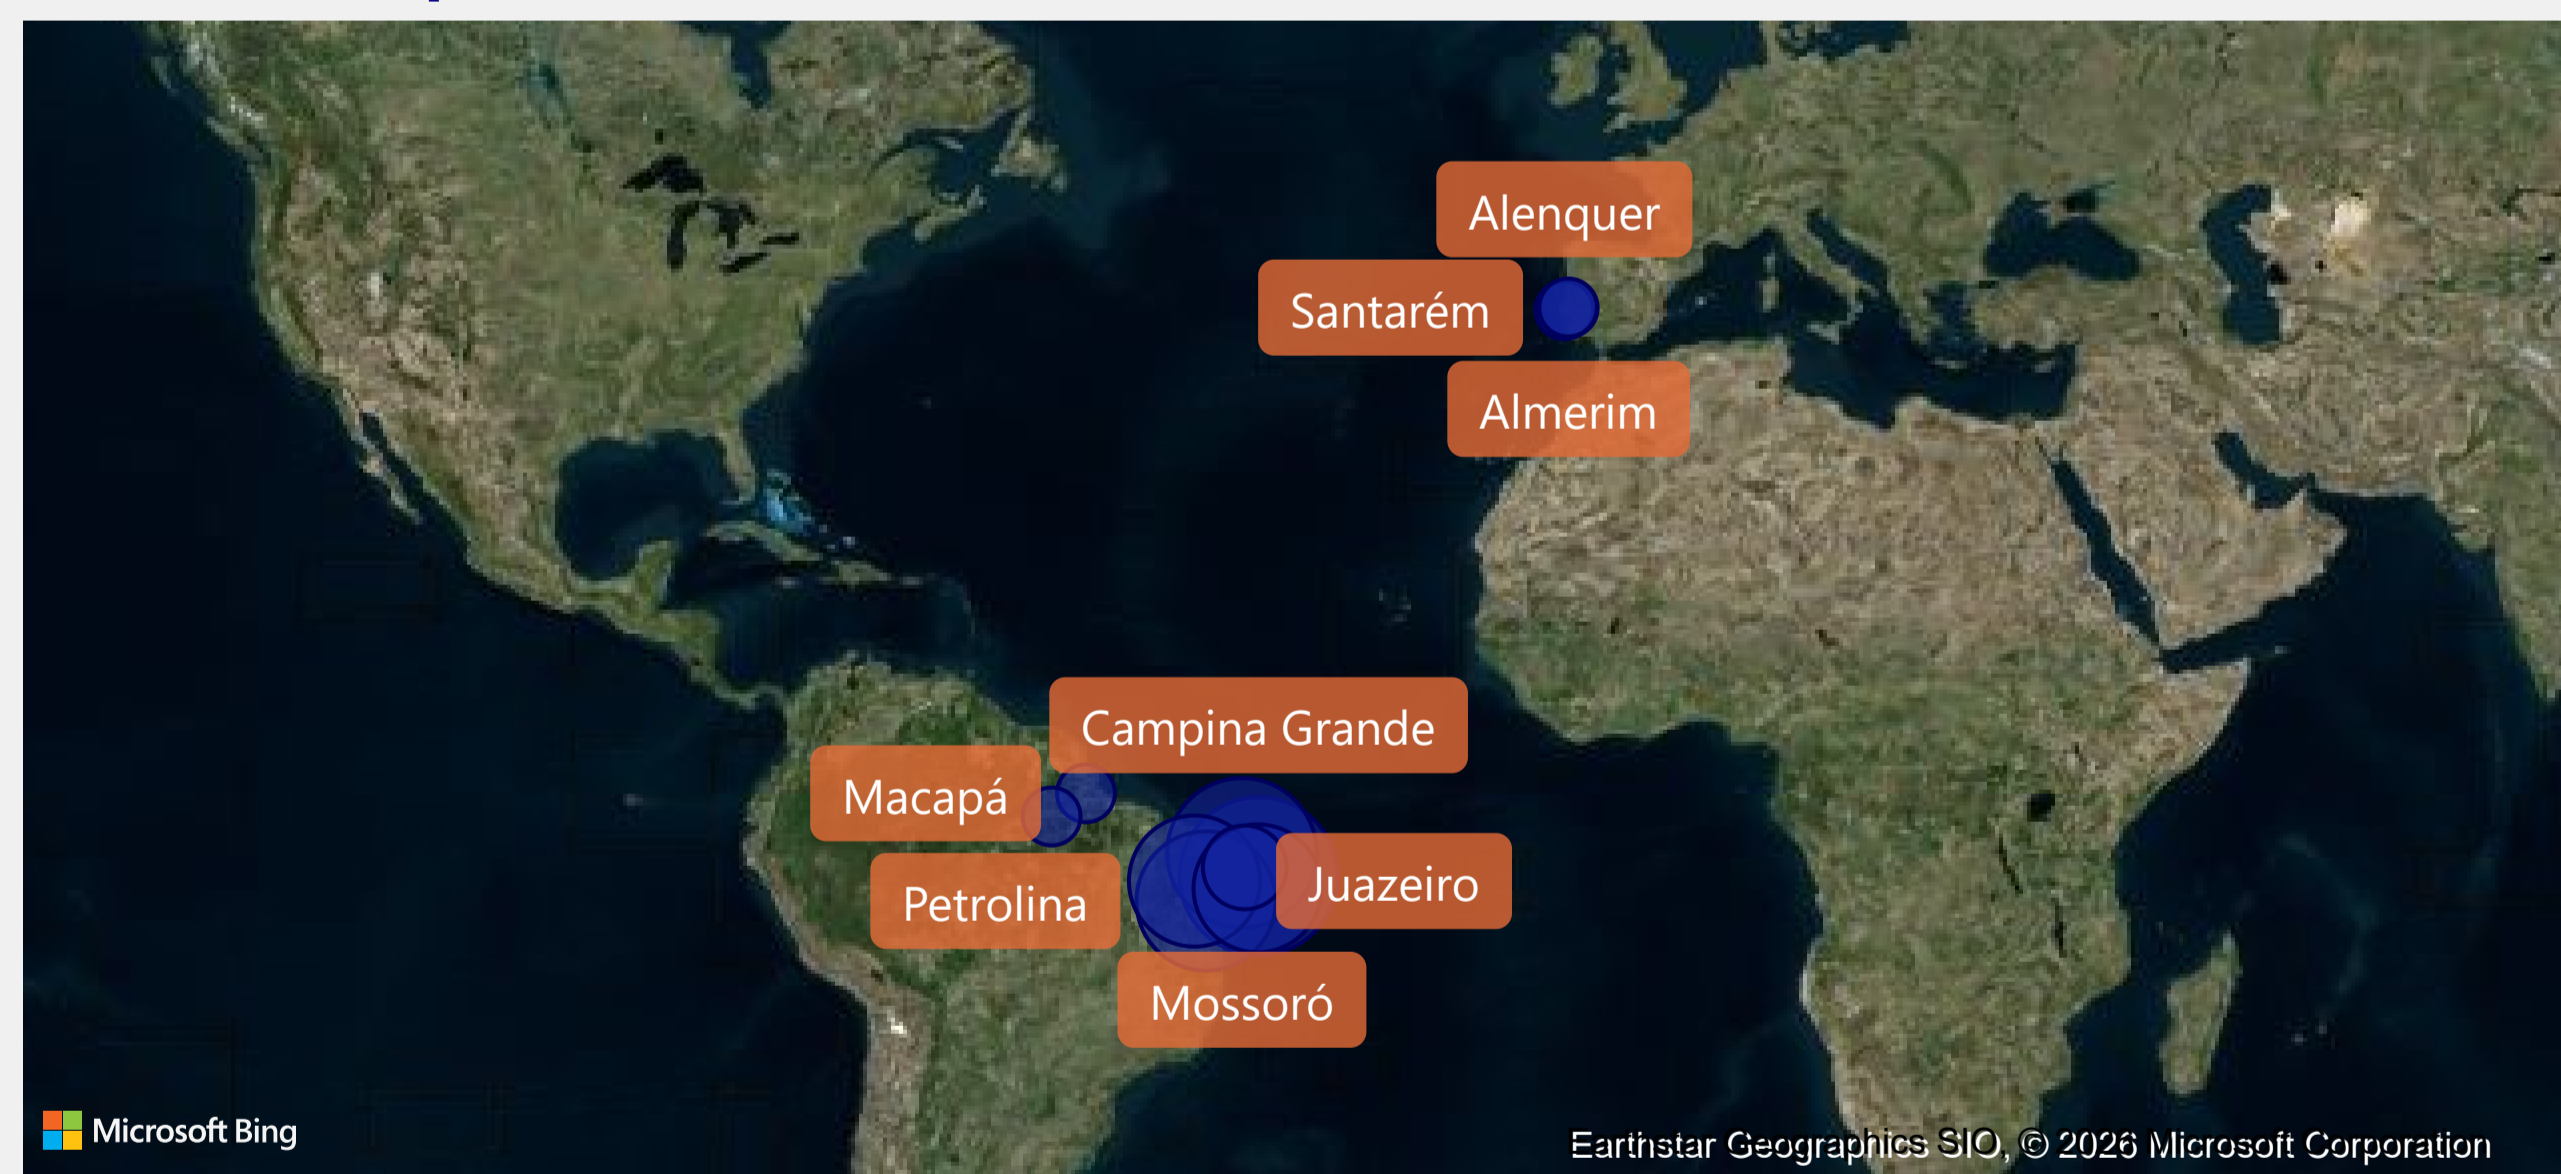 Alenquer
Santarém
Almerim
Campina Grande
Macapá
Juazeiro
Petrolina
Mossoró
Microsoft Bing
Earthstar Geographics SIO, © 2026 Microsoft Corporation